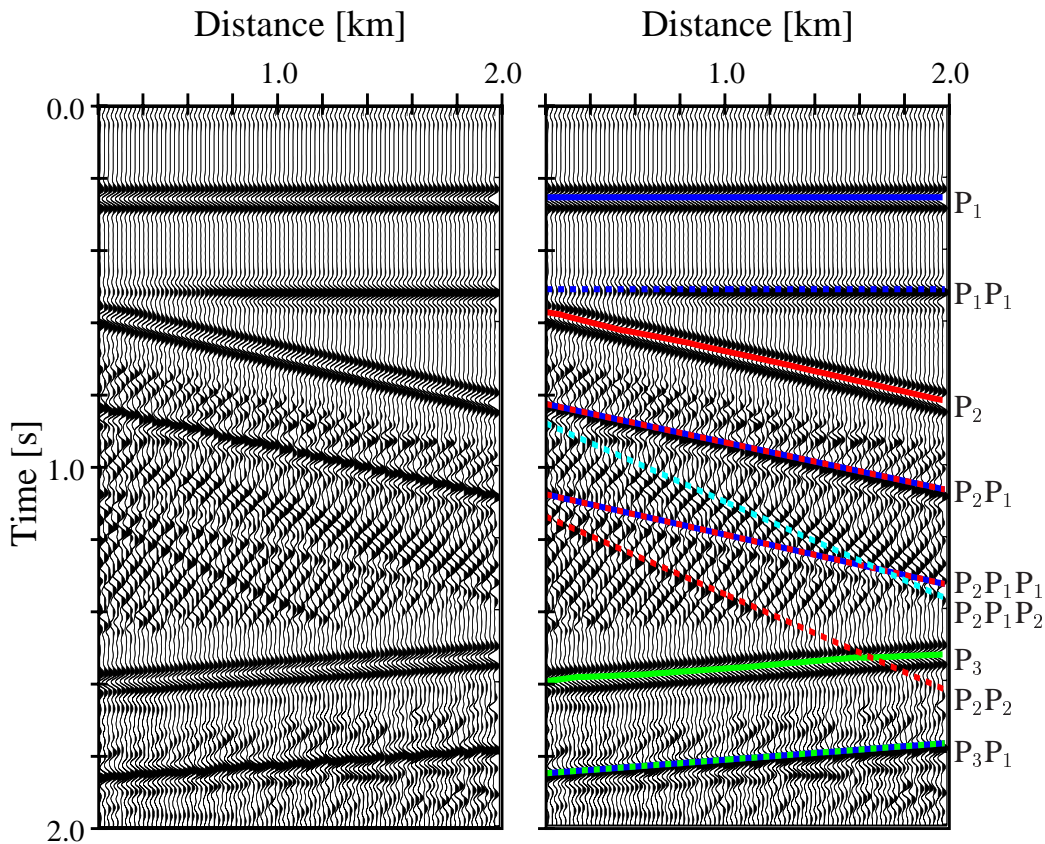 Distance [km]
Distance [km]
1.0
2.0
1.0
2.0
0.0
P₁
P₁P₁
P₂
Time [s]
1.0
P₂P₁
P₂P₁P₁
P₂P₁P₂
P₃
P₂P₂
P₃P₁
2.0